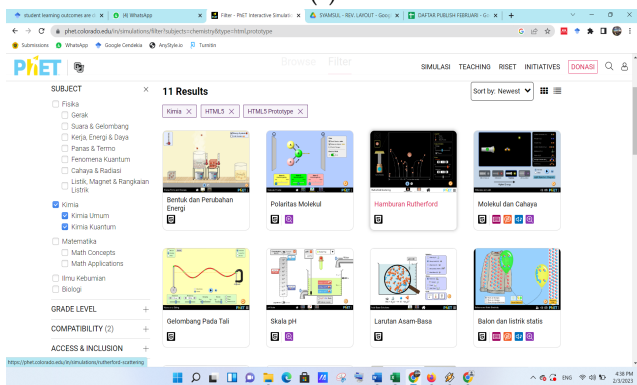 student learning outcomes are s
(4) WhatsApp
Filter - PhET Interactive Simulati
SYAMSUL - REV. LAYOUT - Goog
DAFTAR PUBLISH FEBRUARI - Go
phet.colorado.edu/in/simulations/filter?subjects=chemistry&type=html,prototype
Submissions
WhatsApp
Google Cendekia
AnyStyle.io
Turnitin
PhET
Browse Filter
SIMULASI TEACHING RISET INITIATIVES DONASI
SUBJECT
11 Results
Sort by: Newest
Kimia
HTML5
HTML5 Prototype
Fisika
Gerak
Suara & Gelombang
Kerja, Energi & Daya
Panas & Termo
Fenomena Kuantum
Cahaya & Radiasi
Listik, Magnet & Rangkaian
Listrik
Kimia
Kimia Umum
Kimia Kuantum
Matematika
Math Concepts
Math Applications
Ilmu Kebumian
Biologi
GRADE LEVEL +
COMPATIBILITY (2) +
ACCESS & INCLUSION +
Bentuk dan Perubahan
Energi
Polaritas Molekul
Hamburan Rutherford
Molekul dan Cahaya
Gelombang Pada Tali
Skala pH
Larutan Asam-Basa
Balon dan listrik statis
https://phet.colorado.edu/in/simulations/rutherford-scattering
ENG
4:38 PM
2/3/2023